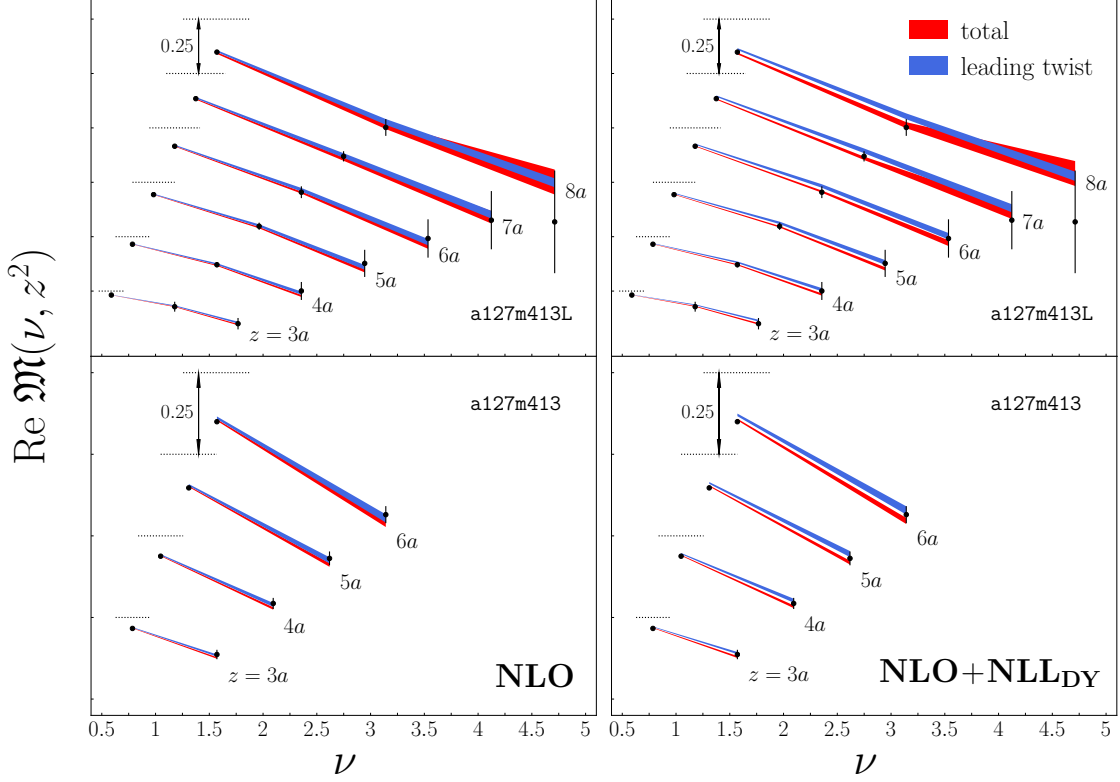 Re 𝔐(ν, z²)
0.25
8a
7a
6a
5a
4a
z = 3a
a127m413L
0.25
total
leading twist
8a
7a
6a
5a
4a
z = 3a
a127m413L
0.25
a127m413
6a
5a
4a
z = 3a
NLO
0.25
a127m413
6a
5a
4a
z = 3a
NLO+NLL_DY
0.5 1 1.5 2 2.5 3 3.5 4 4.5 5
0.5 1 1.5 2 2.5 3 3.5 4 4.5 5
ν
ν